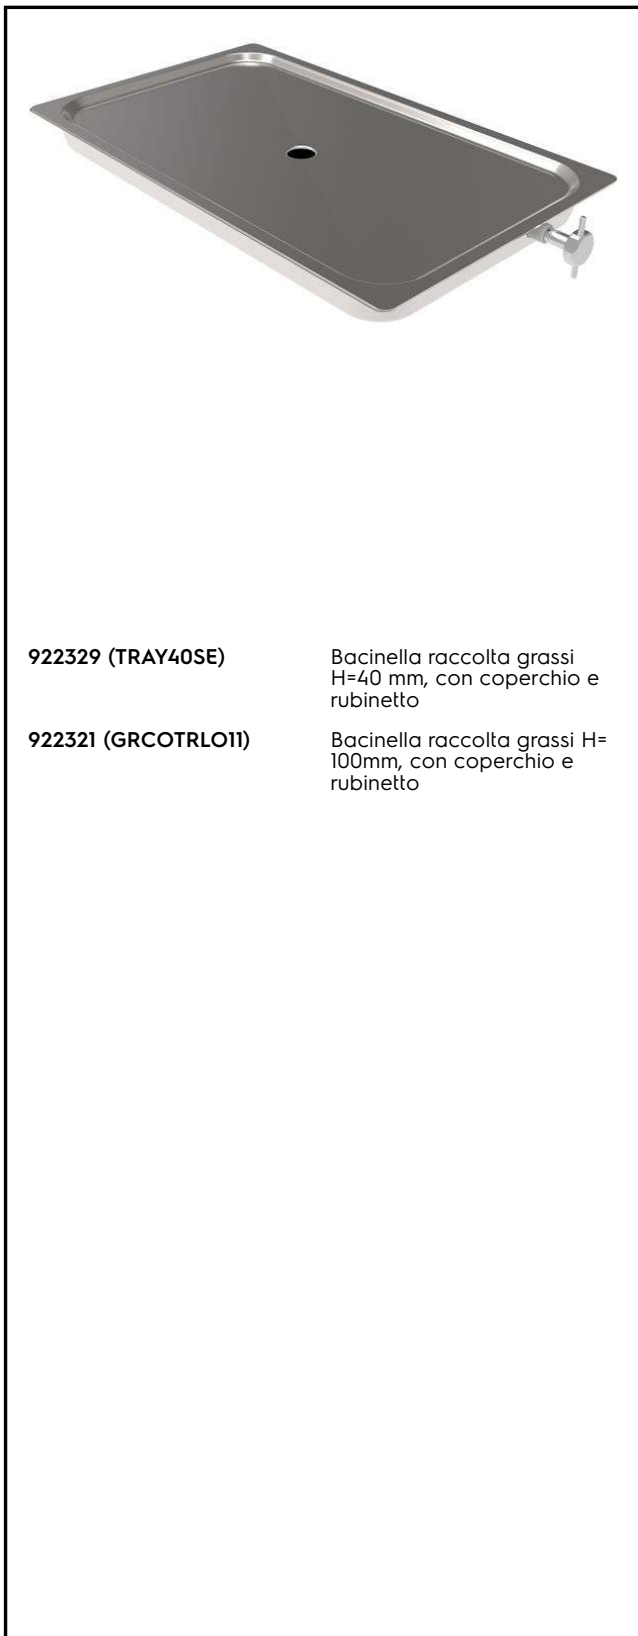 922329 (TRAY40SE) Bacinella raccolta grassi
H=40 mm, con coperchio e
rubinetto
922321 (GRCOTRLO11) Bacinella raccolta grassi H=
100mm, con coperchio e
rubinetto